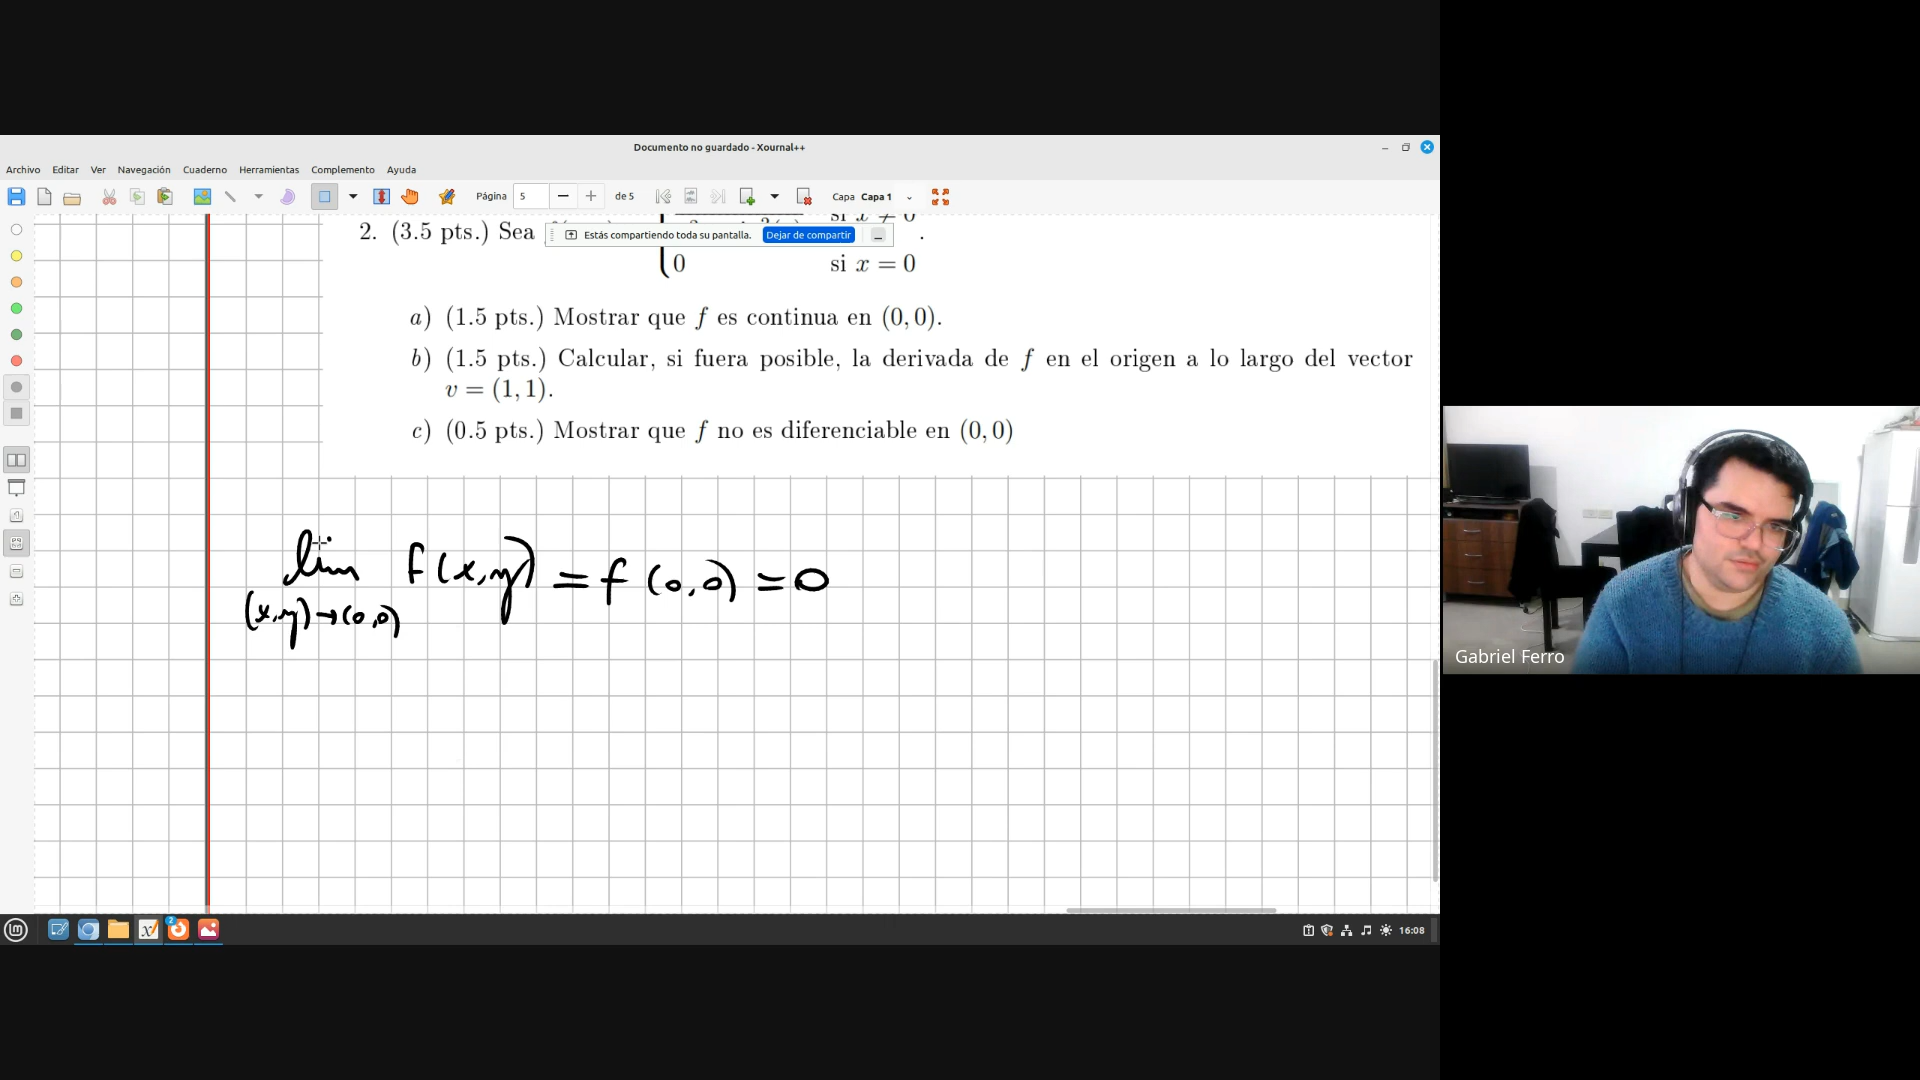 Documento no guardado - Xournal++
Archivo Editar Ver Navegación Cuaderno Herramientas Complemento Ayuda
Página 5 de 5 Capa Capa 1
2. (3.5 pts.) Sea
si x ≠ 0
Estás compartiendo toda su pantalla. Dejar de compartir
.
0 si x = 0
a) (1.5 pts.) Mostrar que f es continua en (0, 0).
b) (1.5 pts.) Calcular, si fuera posible, la derivada de f en el origen a lo largo del vector
v = (1, 1).
c) (0.5 pts.) Mostrar que f no es diferenciable en (0, 0)
lim f(x,y) = f(0,0) = 0
(x,y)→(0,0)
Gabriel Ferro
2
16:08